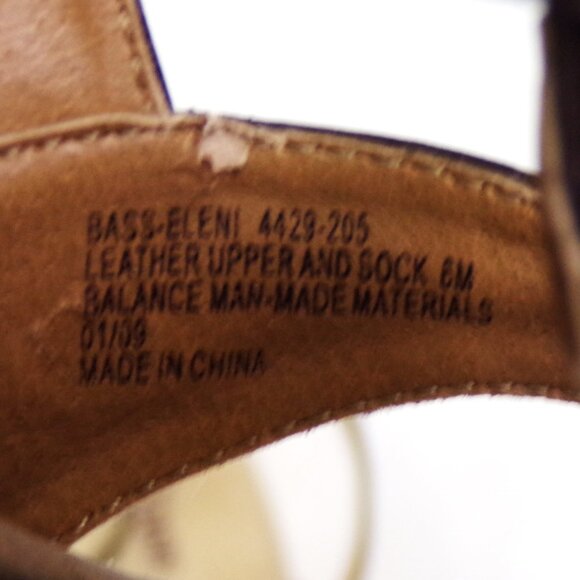 BASS-ELENI 4429-205
LEATHER UPPER AND SOCK 6M
BALANCE MAN-MADE MATERIALS
01/09
MADE IN CHINA